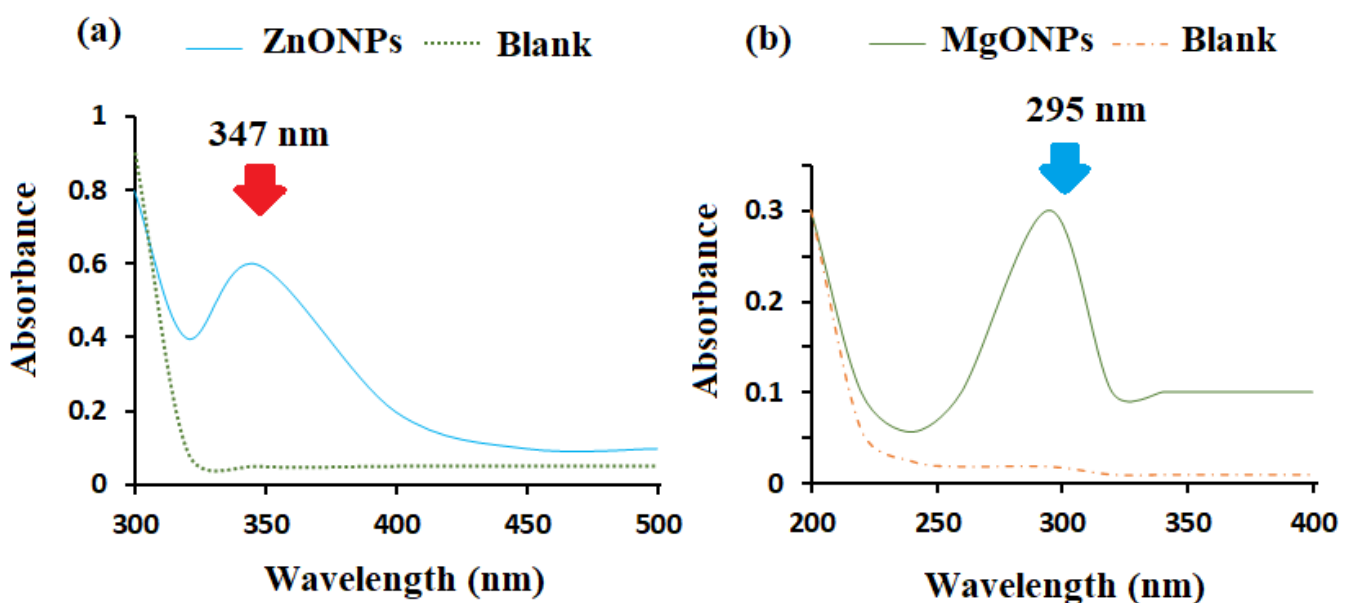 (a) ZnONPs Blank
347 nm
1
0.8
0.6
0.4
0.2
0
300 350 400 450 500
Absorbance
Wavelength (nm)
(b) MgONPs Blank
295 nm
0.3
0.2
0.1
0
200 250 300 350 400
Absorbance
Wavelength (nm)